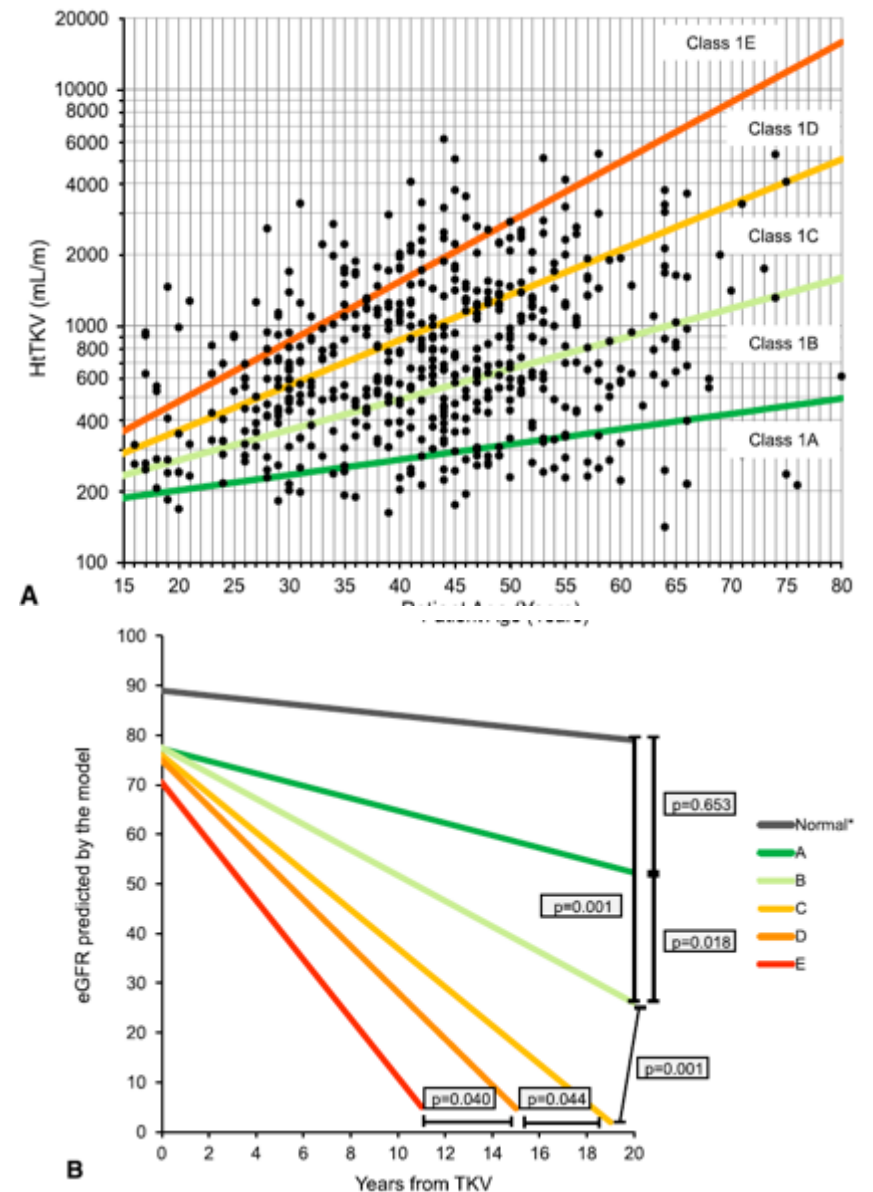 20000
Class 1E
10000
8000
Class 1D
6000
4000
Class 1C
2000
HtTKV (mL/m)
1000
Class 1B
800
600
400
Class 1A
200
100
15 20 25 30 35 40 45 50 55 60 65 70 75 80
A
Patient Age (Years)
100
90
80
70
60
50
40
30
20
10
0
eGFR predicted by the model
p=0.653
p=0.001
p=0.018
p=0.001
p=0.040
p=0.044
Normal*
A
B
C
D
E
0 2 4 6 8 10 12 14 16 18 20
B
Years from TKV